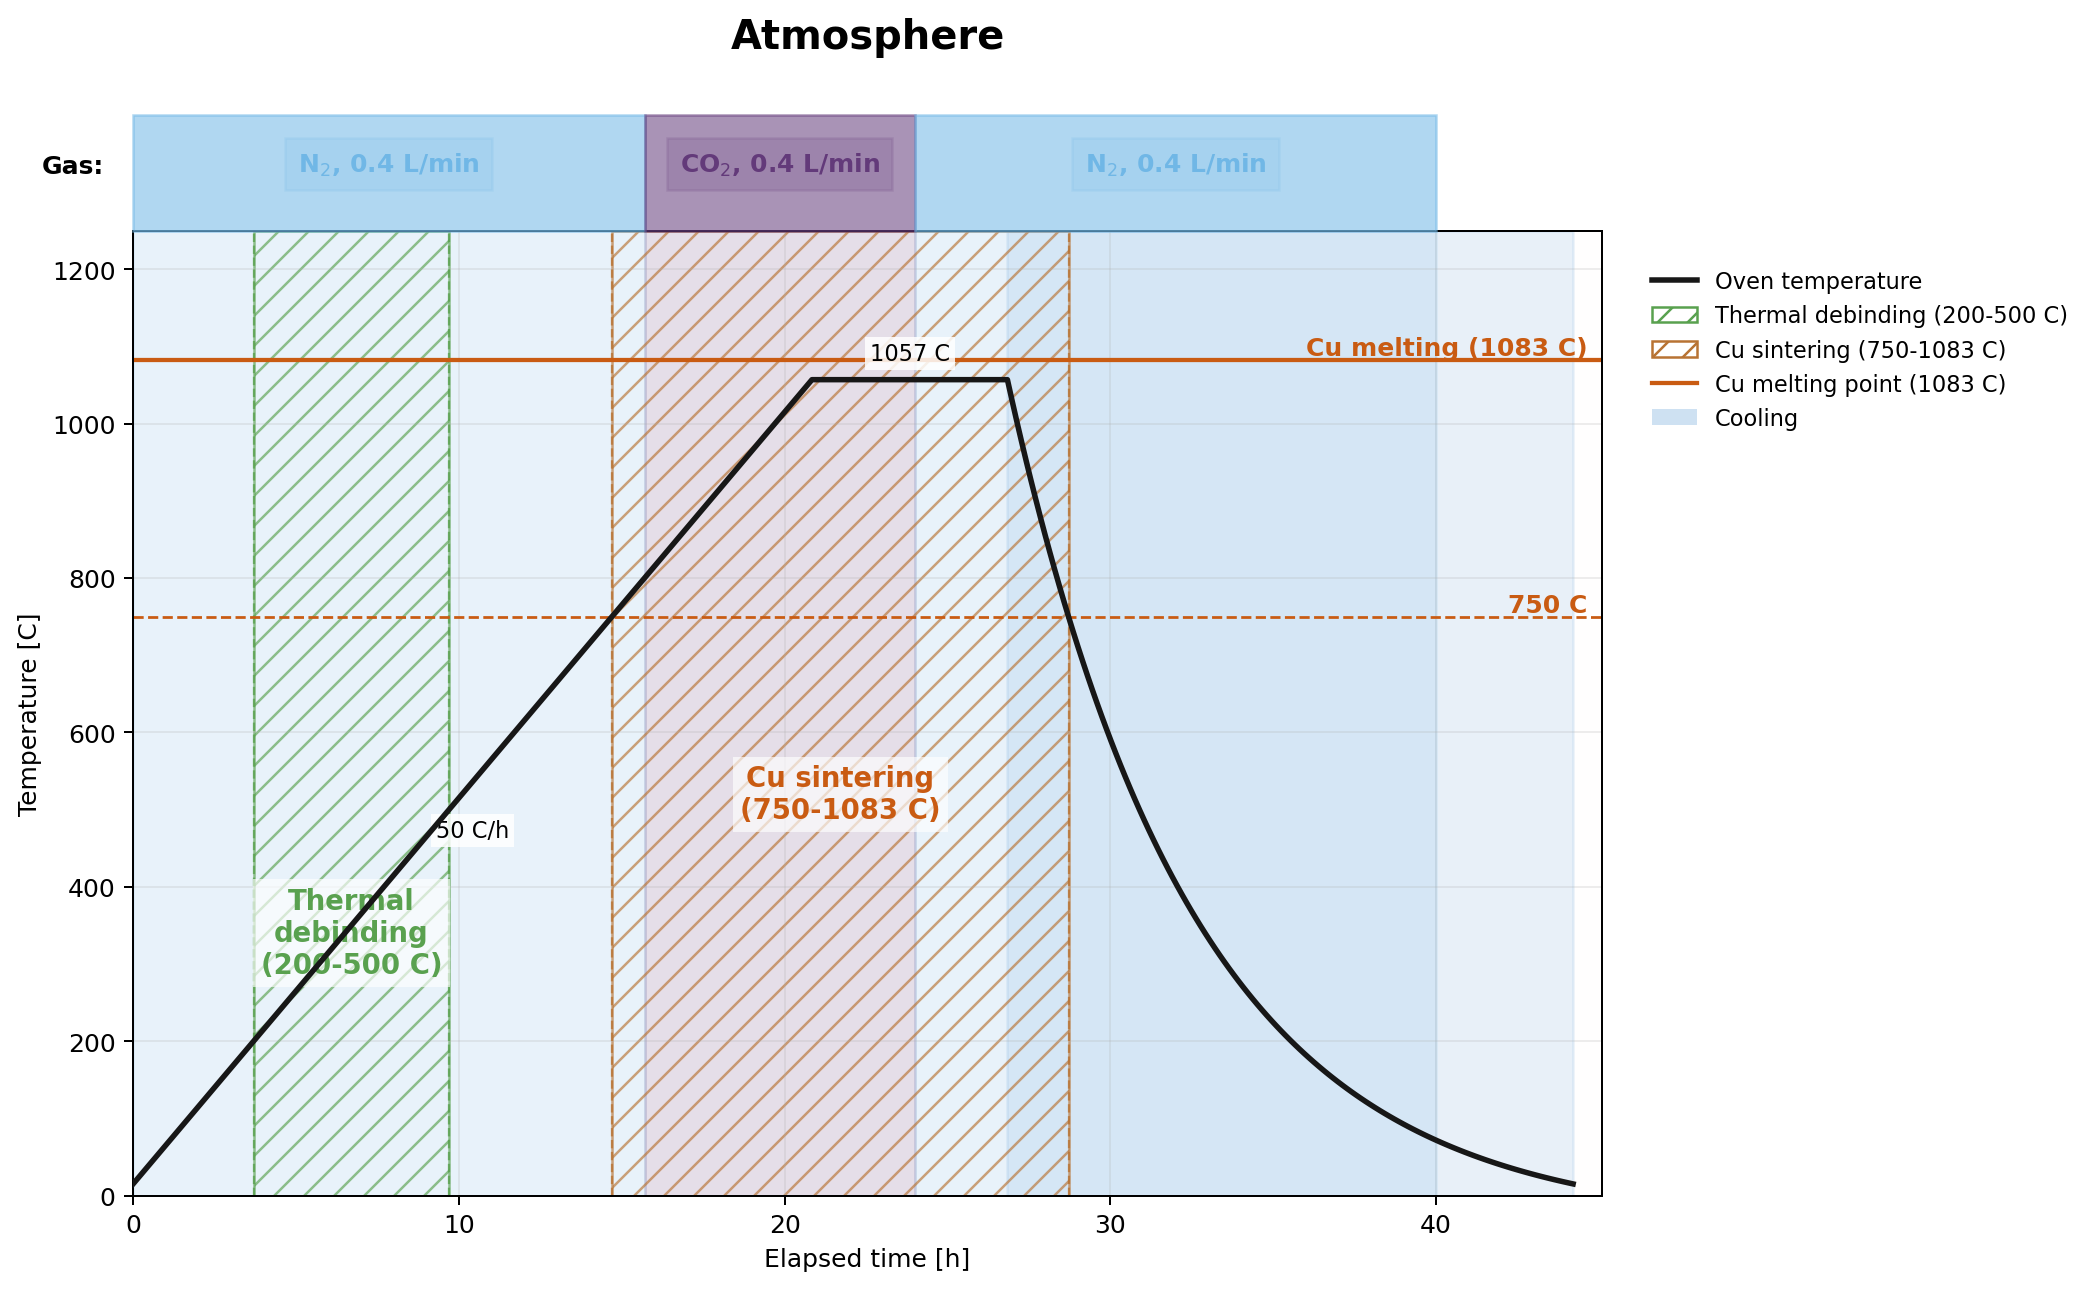 Atmosphere
Gas:
N₂, 0.4 L/min
CO₂, 0.4 L/min
N₂, 0.4 L/min
1200
1000
800
600
400
200
0
Temperature [C]
1057 C
Cu melting (1083 C)
750 C
50 C/h
Cu sintering
(750-1083 C)
Thermal
debinding
(200-500 C)
0
10
20
30
40
Elapsed time [h]
Oven temperature
Thermal debinding (200-500 C)
Cu sintering (750-1083 C)
Cu melting point (1083 C)
Cooling